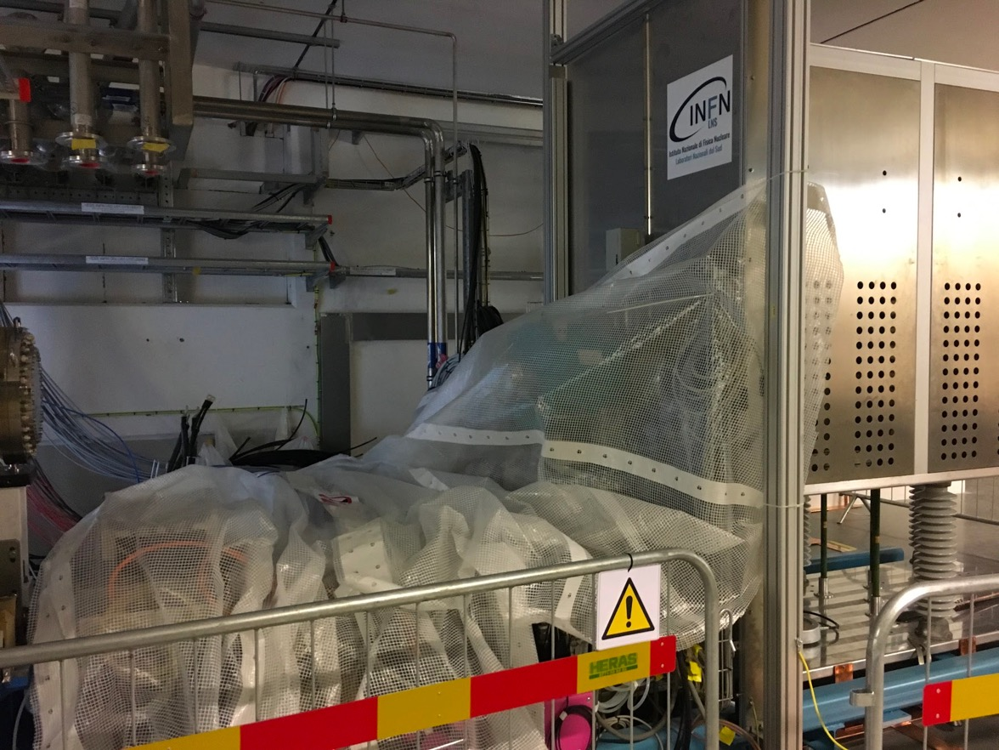 INFN
LNS
Istituto Nazionale di Fisica Nucleare
Laboratori Nazionali del Sud
HERAS